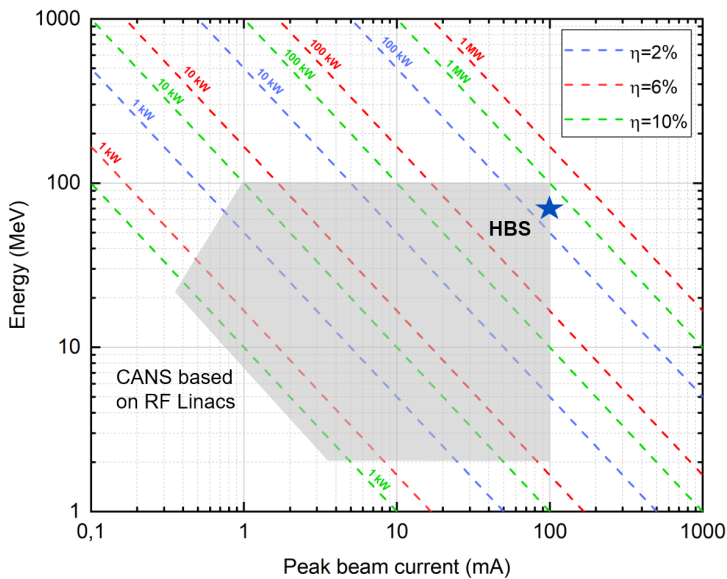 1000
100
10
1
Energy (MeV)
1 kW
1 kW
10 kW
10 kW
10 kW
100 kW
100 kW
100 kW
1 MW
1 MW
1 kW
η=2%
η=6%
η=10%
HBS
CANS based
on RF Linacs
0,1
1
10
100
1000
Peak beam current (mA)